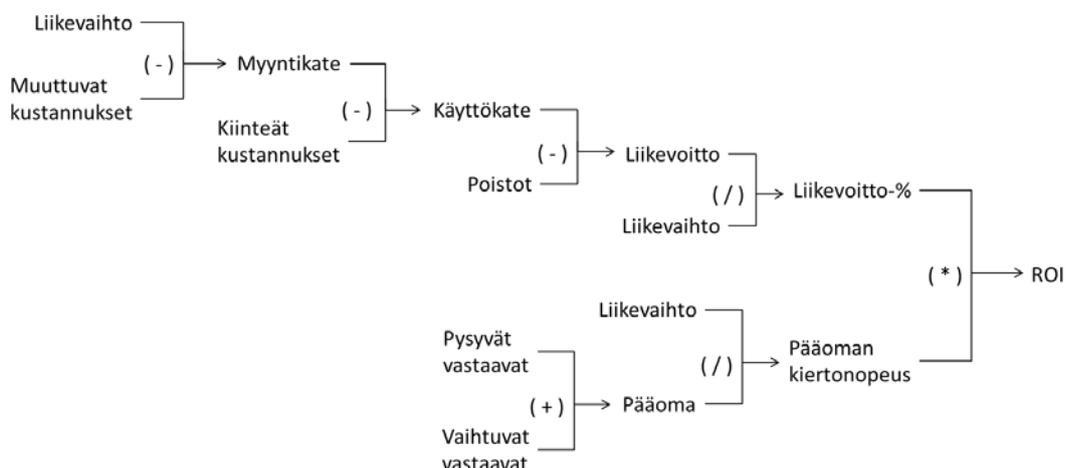 Liikevaihto
( - )
Muuttuvat
kustannukset
Myyntikate
( - )
Kiinteät
kustannukset
Käyttökate
( - )
Poistot
Liikevoitto
( / )
Liikevaihto
Liikevoitto-%
( * )
ROI
Liikevaihto
( / )
Pääoman
kiertonopeus
Pysyvät
vastaavat
( + )
Pääoma
Vaihtuvat
vastaavat